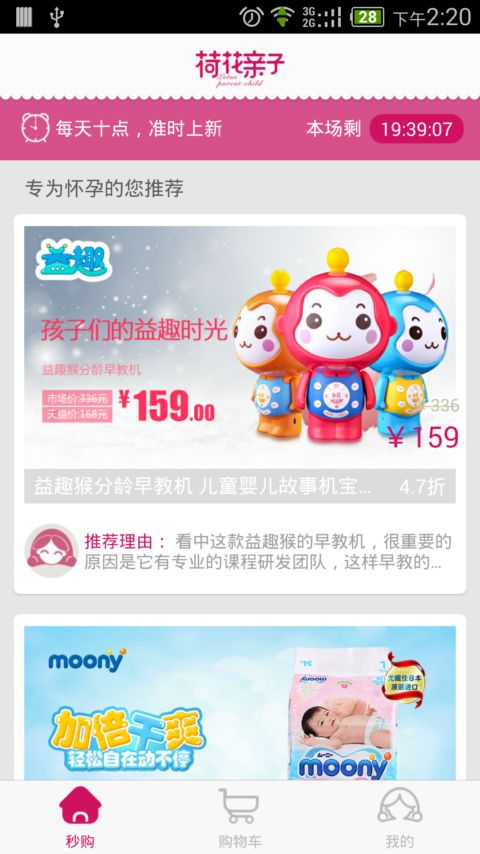 3G
2G
28
下午2:20
荷花亲子
Lotus
parent-child
每天十点，准时上新
本场剩 19:39:07
专为怀孕的您推荐
益趣
孩子们的益趣时光
益趣猴分龄早教机
市场价:336元
天猫价:168元
¥159.00
¥ 336
¥ 159
益趣猴分龄早教机 儿童婴儿故事机宝... 4.7折
推荐理由： 看中这款益趣猴的早教机，很重要的
原因是它有专业的课程研发团队，这样早教的...
moony
加倍干爽
轻松自在动不停
54
L
moony
尤妮佳日本
原装进口
ムーニー
moony
秒购
购物车
我的